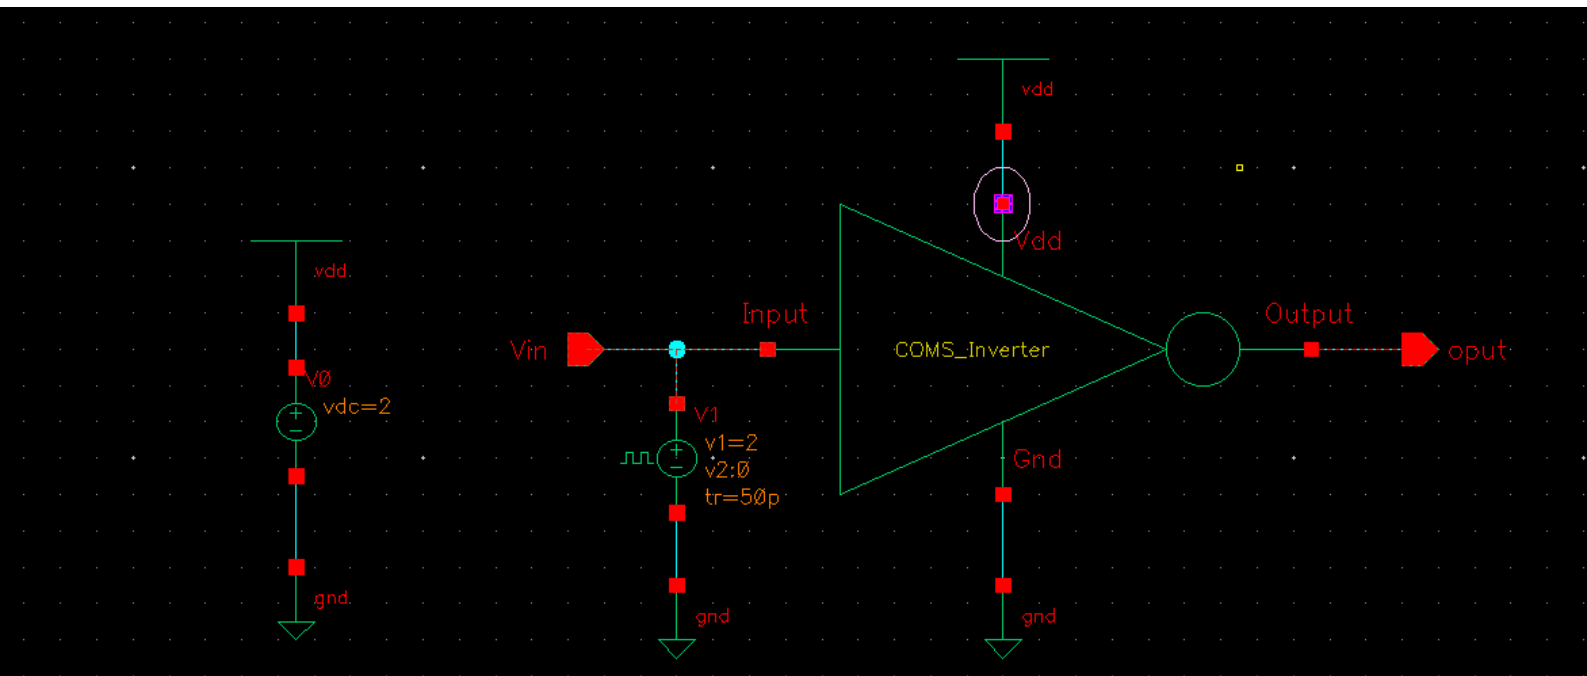 vdd
Vdd
vdd
Input
Output
Vin
COMS_Inverter
oput
V0
vdc=2
V1
v1=2
v2:0
tr=50p
Gnd
gnd
gnd
gnd